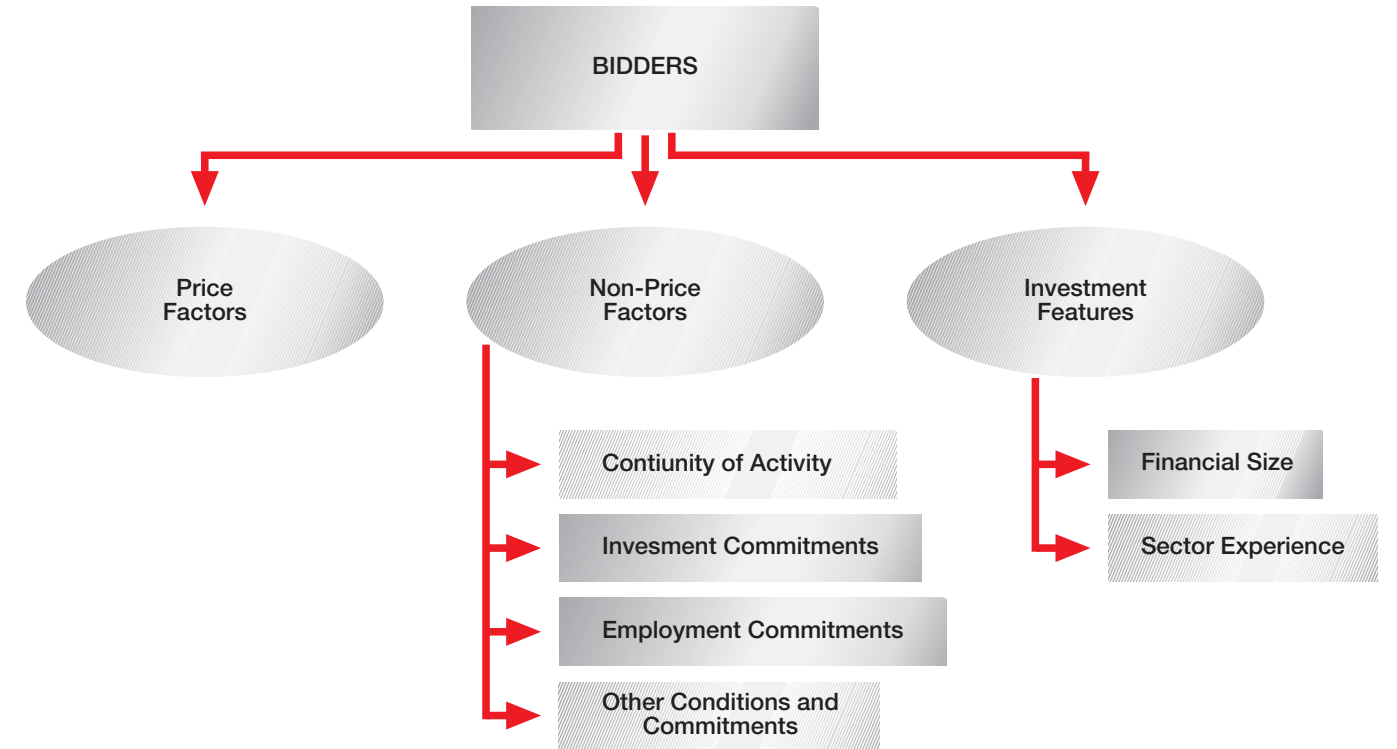 BIDDERS
Price
Factors
Non-Price
Factors
Investment
Features
Contiunity of Activity
Invesment Commitments
Employment Commitments
Other Conditions and
Commitments
Financial Size
Sector Experience